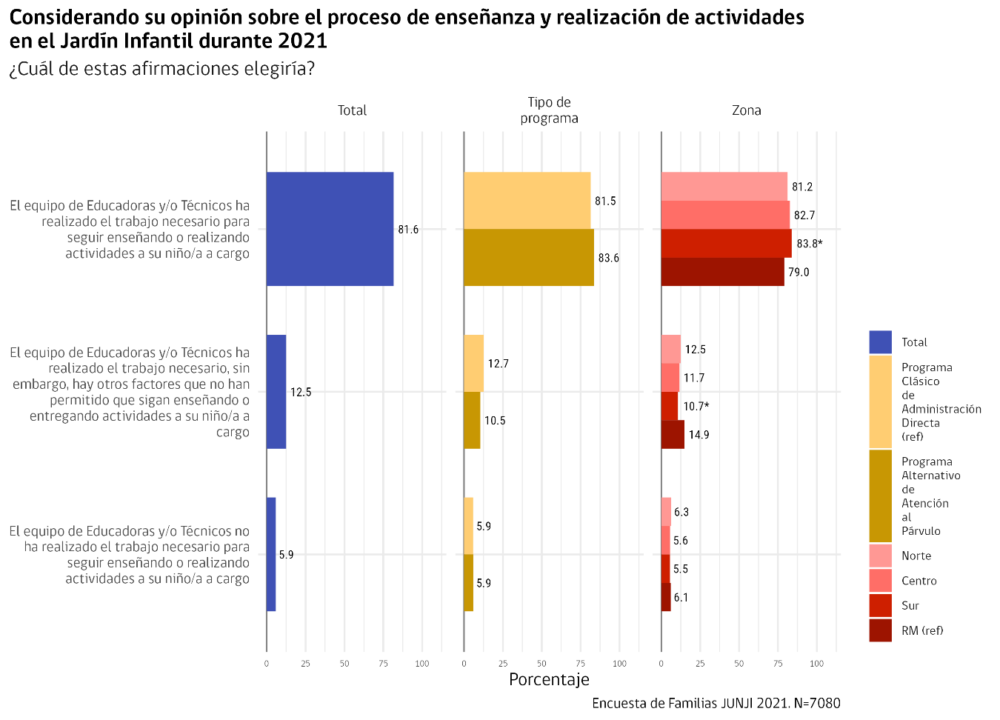 Considerando su opinión sobre el proceso de enseñanza y realización de actividades
en el Jardín Infantil durante 2021
¿Cuál de estas afirmaciones elegiría?
Total
Tipo de
programa
Zona
El equipo de Educadoras y/o Técnicos ha
realizado el trabajo necesario para
seguir enseñando o realizando
actividades a su niño/a a cargo
81.6
81.5
83.6
81.2
82.7
83.8*
79.0
El equipo de Educadoras y/o Técnicos ha
realizado el trabajo necesario, sin
embargo, hay otros factores que no han
permitido que sigan enseñando o
entregando actividades a su niño/a a
cargo
12.5
12.7
10.5
12.5
11.7
10.7*
14.9
El equipo de Educadoras y/o Técnicos no
ha realizado el trabajo necesario para
seguir enseñando o realizando
actividades a su niño/a a cargo
5.9
5.9
5.9
6.3
5.6
5.5
6.1
0 25 50 75 100
0 25 50 75 100
0 25 50 75 100
Porcentaje
Total
Programa
Clásico
de
Administración
Directa
(ref)
Programa
Alternativo
de
Atención
al
Párvulo
Norte
Centro
Sur
RM (ref)
Encuesta de Familias JUNJI 2021. N=7080